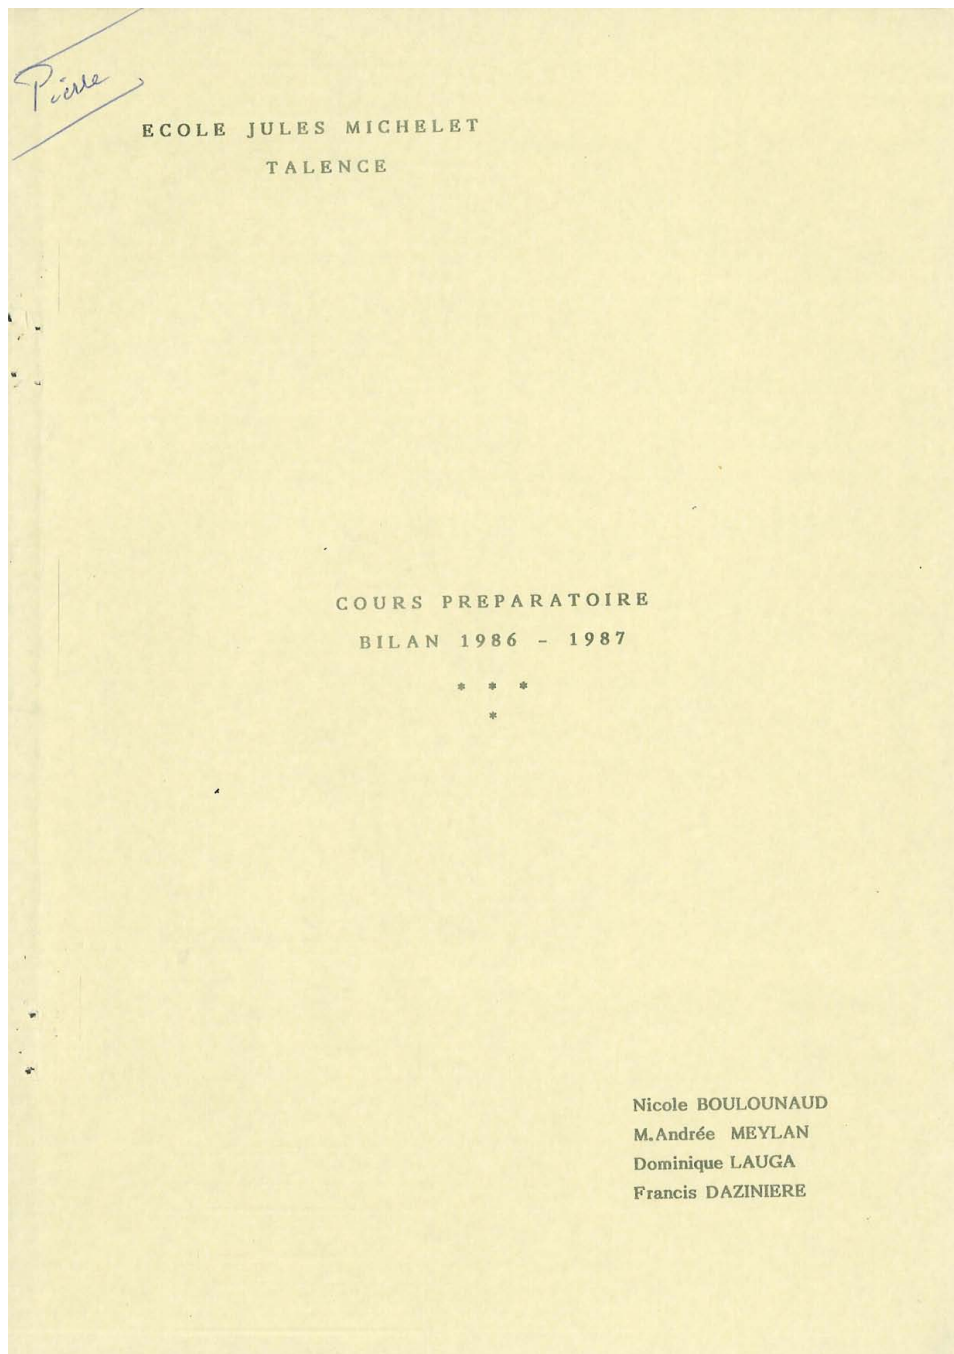 Pierre
ECOLE JULES MICHELET
TALENCE
COURS PREPARATOIRE
BILAN 1986 - 1987
* * *
*
Nicole BOULOUNAUD
M.Andrée MEYLAN
Dominique LAUGA
Francis DAZINIERE